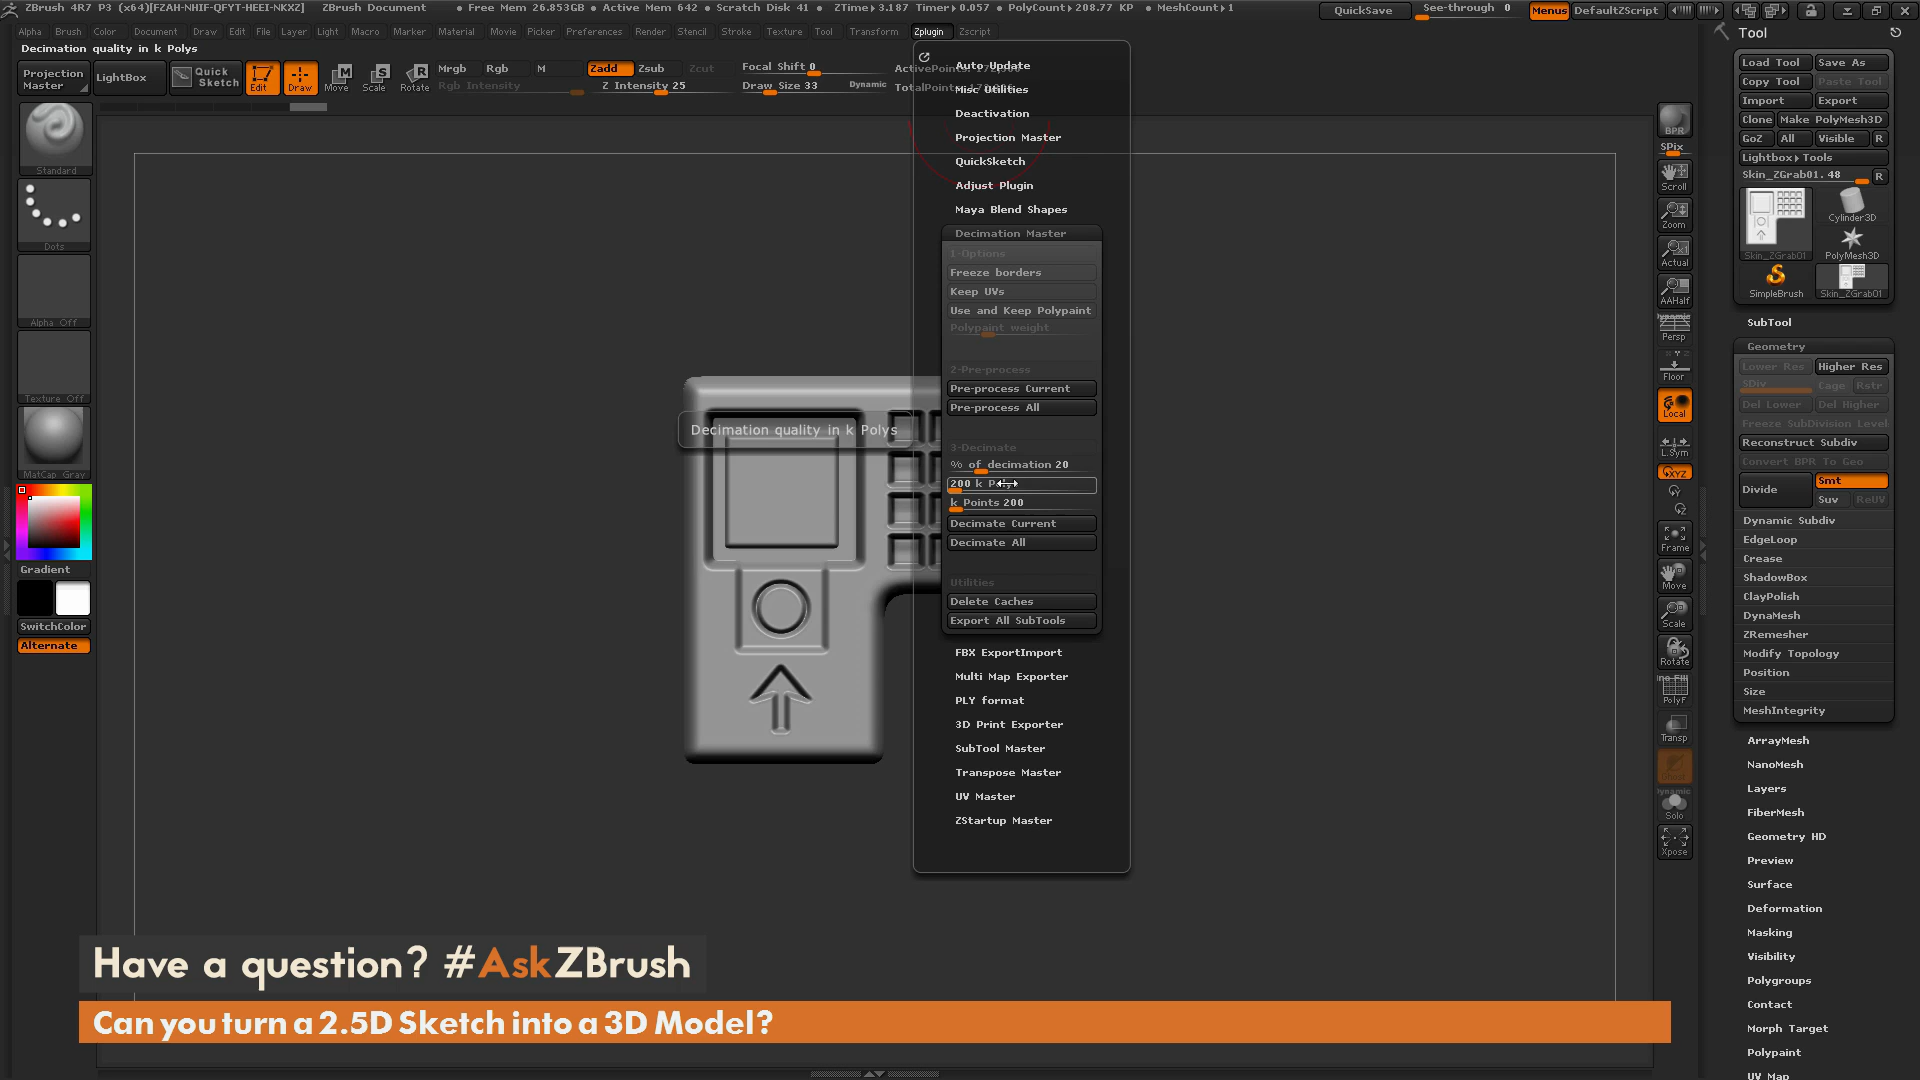 ZBrush 4R7 P3 (x64)[FZAH-NHIF-QFYT-HEEI-NKXZ] ZBrush Document • Free Mem 26.853GB • Active Mem 642 • Scratch Disk 41 • ZTime▸3.187 Timer▸0.057 • PolyCount▸208.77 KP • MeshCount▸1 QuickSave See-through 0 Menus DefaultZScript
Alpha Brush Color Document Draw Edit File Layer Light Macro Marker Material Movie Picker Preferences Render Stencil Stroke Texture Tool Transform Zplugin Zscript
Decimation quality in k Polys
Projection Master
LightBox
Quick Sketch
Edit
Draw
Move
Scale
Rotate
Mrgb Rgb M
Rgb Intensity
Zadd Zsub Zcut
Z Intensity 25
Focal Shift 0
Draw Size 33 Dynamic
Standard
Dots
Alpha Off
Texture Off
MatCap Gray
Gradient
SwitchColor
Alternate
Auto Update
Misc Utilities
Deactivation
Projection Master
QuickSketch
Adjust Plugin
Maya Blend Shapes
Decimation Master
1-Options
Freeze borders
Keep UVs
Use and Keep Polypaint
Polypaint weight
2-Pre-process
Pre-process Current
Pre-process All
3-Decimate
% of decimation 20
200 k
k Points 200
Decimate Current
Decimate All
Utilities
Delete Caches
Export All SubTools
FBX ExportImport
Multi Map Exporter
PLY format
3D Print Exporter
SubTool Master
Transpose Master
UV Master
ZStartup Master
Decimation quality in k Polys
BPR
SPix
Scroll
Zoom
Actual
AAHalf
Dynamic
Persp
Floor
Local
L.Sym
XYZ
Frame
Move
Scale
Rotate
PolyF
Transp
Ghost
Dynamic
Solo
Xpose
Tool
Load Tool Save As
Copy Tool Paste Tool
Import Export
Clone Make PolyMesh3D
GoZ All Visible R
Lightbox▸Tools
Skin_ZGrab01. 48 R
Skin_ZGrab01
Cylinder3D
PolyMesh3D
SimpleBrush
Skin_ZGrab01
SubTool
Geometry
Lower Res Higher Res
SDiv Cage Rstr
Del Lower Del Higher
Freeze SubDivision Level
Reconstruct Subdiv
Convert BPR To Geo
Divide Smt
Suv ReUV
Dynamic Subdiv
EdgeLoop
Crease
ShadowBox
ClayPolish
DynaMesh
ZRemesher
Modify Topology
Position
Size
MeshIntegrity
ArrayMesh
NanoMesh
Layers
FiberMesh
Geometry HD
Preview
Surface
Deformation
Masking
Visibility
Polygroups
Contact
Morph Target
Polypaint
UV Map
Have a question? #AskZBrush
Can you turn a 2.5D Sketch into a 3D Model?